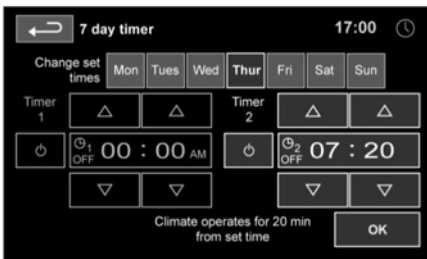 7 day timer 17:00
Change set times Mon Tues Wed Thur Fri Sat Sun
Timer 1 Timer 2
1 OFF 00 : 00 AM 2 OFF 07 : 20
Climate operates for 20 min
from set time
OK